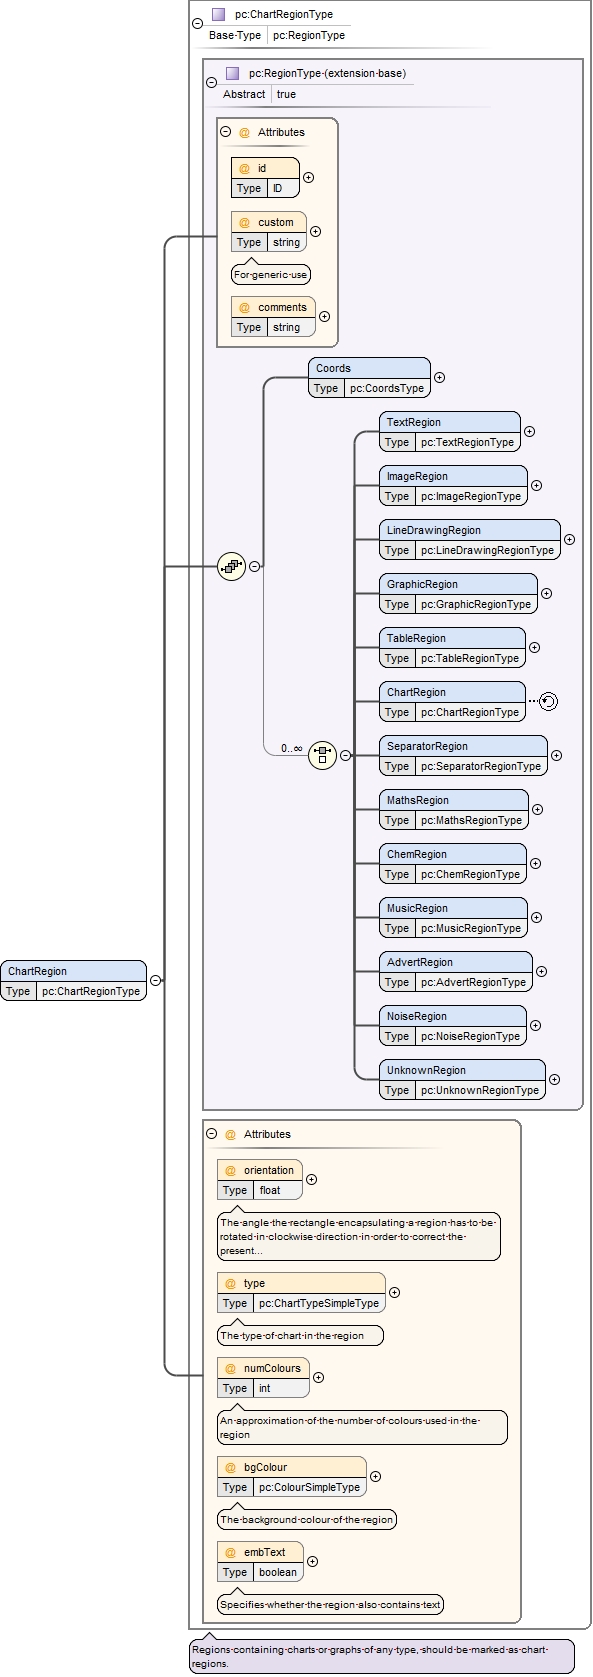 pc:ChartRegionType
Base-Type pc:RegionType
pc:RegionType·(extension·base)
Abstract true
@ Attributes
@ id
Type ID
@ custom
Type string
For·generic·use
@ comments
Type string
Coords
Type pc:CoordsType
TextRegion
Type pc:TextRegionType
ImageRegion
Type pc:ImageRegionType
LineDrawingRegion
Type pc:LineDrawingRegionType
GraphicRegion
Type pc:GraphicRegionType
TableRegion
Type pc:TableRegionType
ChartRegion
Type pc:ChartRegionType
0..∞
SeparatorRegion
Type pc:SeparatorRegionType
MathsRegion
Type pc:MathsRegionType
ChemRegion
Type pc:ChemRegionType
MusicRegion
Type pc:MusicRegionType
AdvertRegion
Type pc:AdvertRegionType
NoiseRegion
Type pc:NoiseRegionType
UnknownRegion
Type pc:UnknownRegionType
ChartRegion
Type pc:ChartRegionType
@ Attributes
@ orientation
Type float
The·angle·the·rectangle·encapsulating·a·region·has·to·be·
rotated·in·clockwise·direction·in·order·to·correct·the·
present...
@ type
Type pc:ChartTypeSimpleType
The·type·of·chart·in·the·region
@ numColours
Type int
An·approximation·of·the·number·of·colours·used·in·the·
region
@ bgColour
Type pc:ColourSimpleType
The·background·colour·of·the·region
@ embText
Type boolean
Specifies·whether·the·region·also·contains·text
Regions·containing·charts·or·graphs·of·any·type,·should·be·marked·as·chart·
regions.